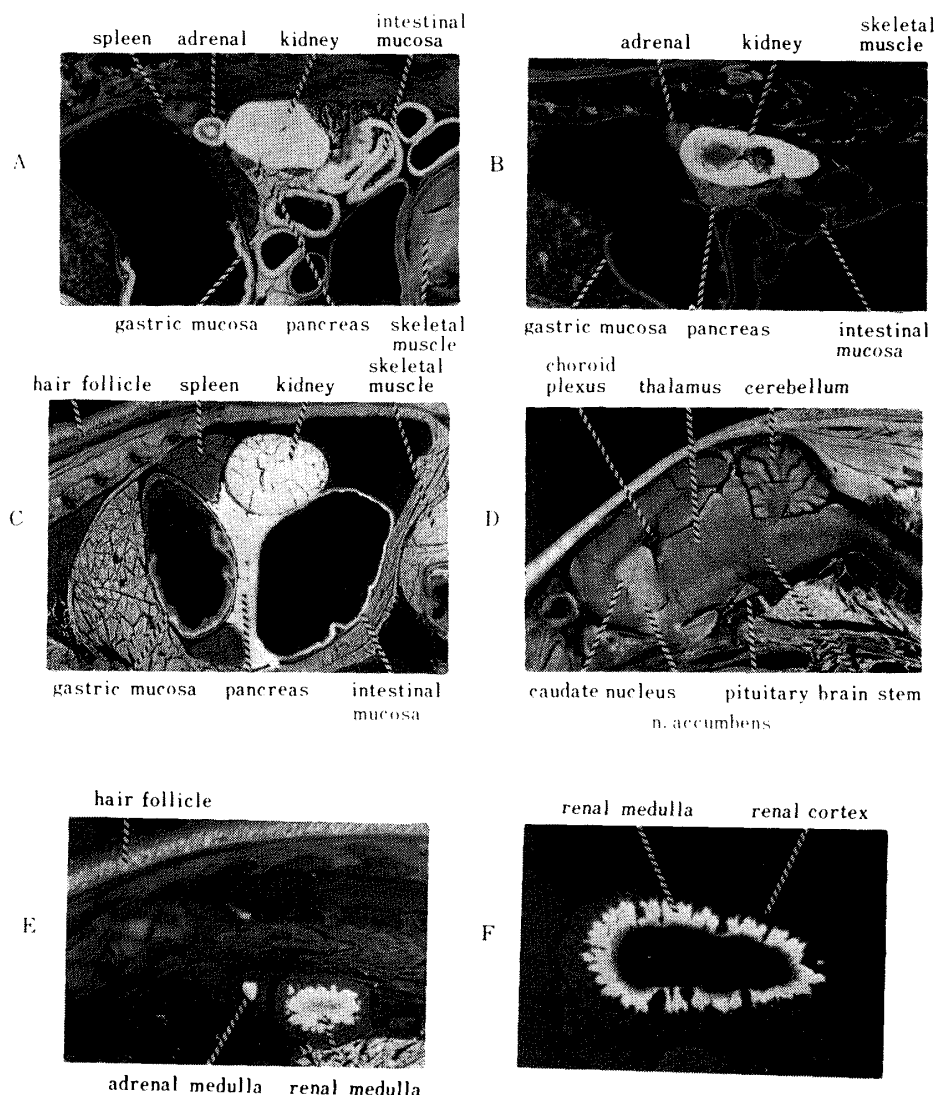 intestinal
spleen adrenal kidney mucosa
A
gastric mucosa pancreas skeletal
muscle
skeletal
adrenal kidney muscle
B
gastric mucosa pancreas intestinal
mucosa
skeletal
hair follicle spleen kidney muscle
C
gastric mucosa pancreas intestinal
mucosa
choroid
plexus thalamus cerebellum
D
caudate nucleus pituitary brain stem
n. accumbens
hair follicle
E
adrenal medulla renal medulla
renal medulla renal cortex
F